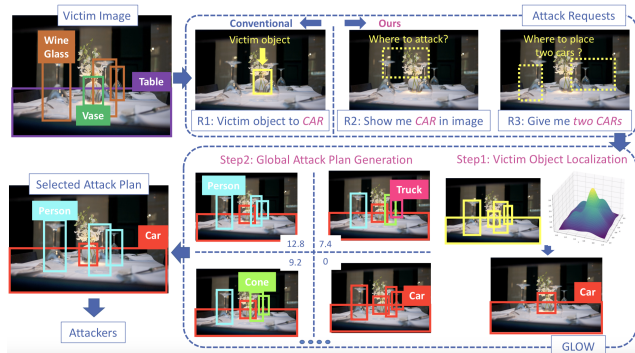 Victim Image
Wine
Glass
Table
Vase
Conventional
Ours
Attack Requests
Victim object
Where to attack?
Where to place
two cars ?
R1: Victim object to CAR
R2: Show me CAR in image
R3: Give me two CARs
Step2: Global Attack Plan Generation
Step1: Victim Object Localization
Person
Truck
12.8
7.4
9.2
0
Cone
Car
Car
Selected Attack Plan
Person
Car
Attackers
GLOW